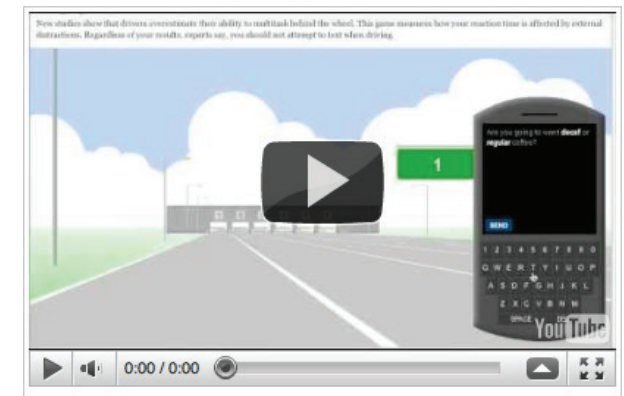 New studies show that drivers overestimate their ability to multitask behind the wheel. This game measures how your reaction time is affected by external
distractions. Regardless of your results, experts say, you should not attempt to text when driving.
1
Are you going to want decaf or
regular coffee?
SEND
1 2 3 4 5 6 7 8 9 0
Q W E R T Y I U O P
A S D F G H J K L
Z X C V B N M
SPACE
YouTube
0:00 / 0:00